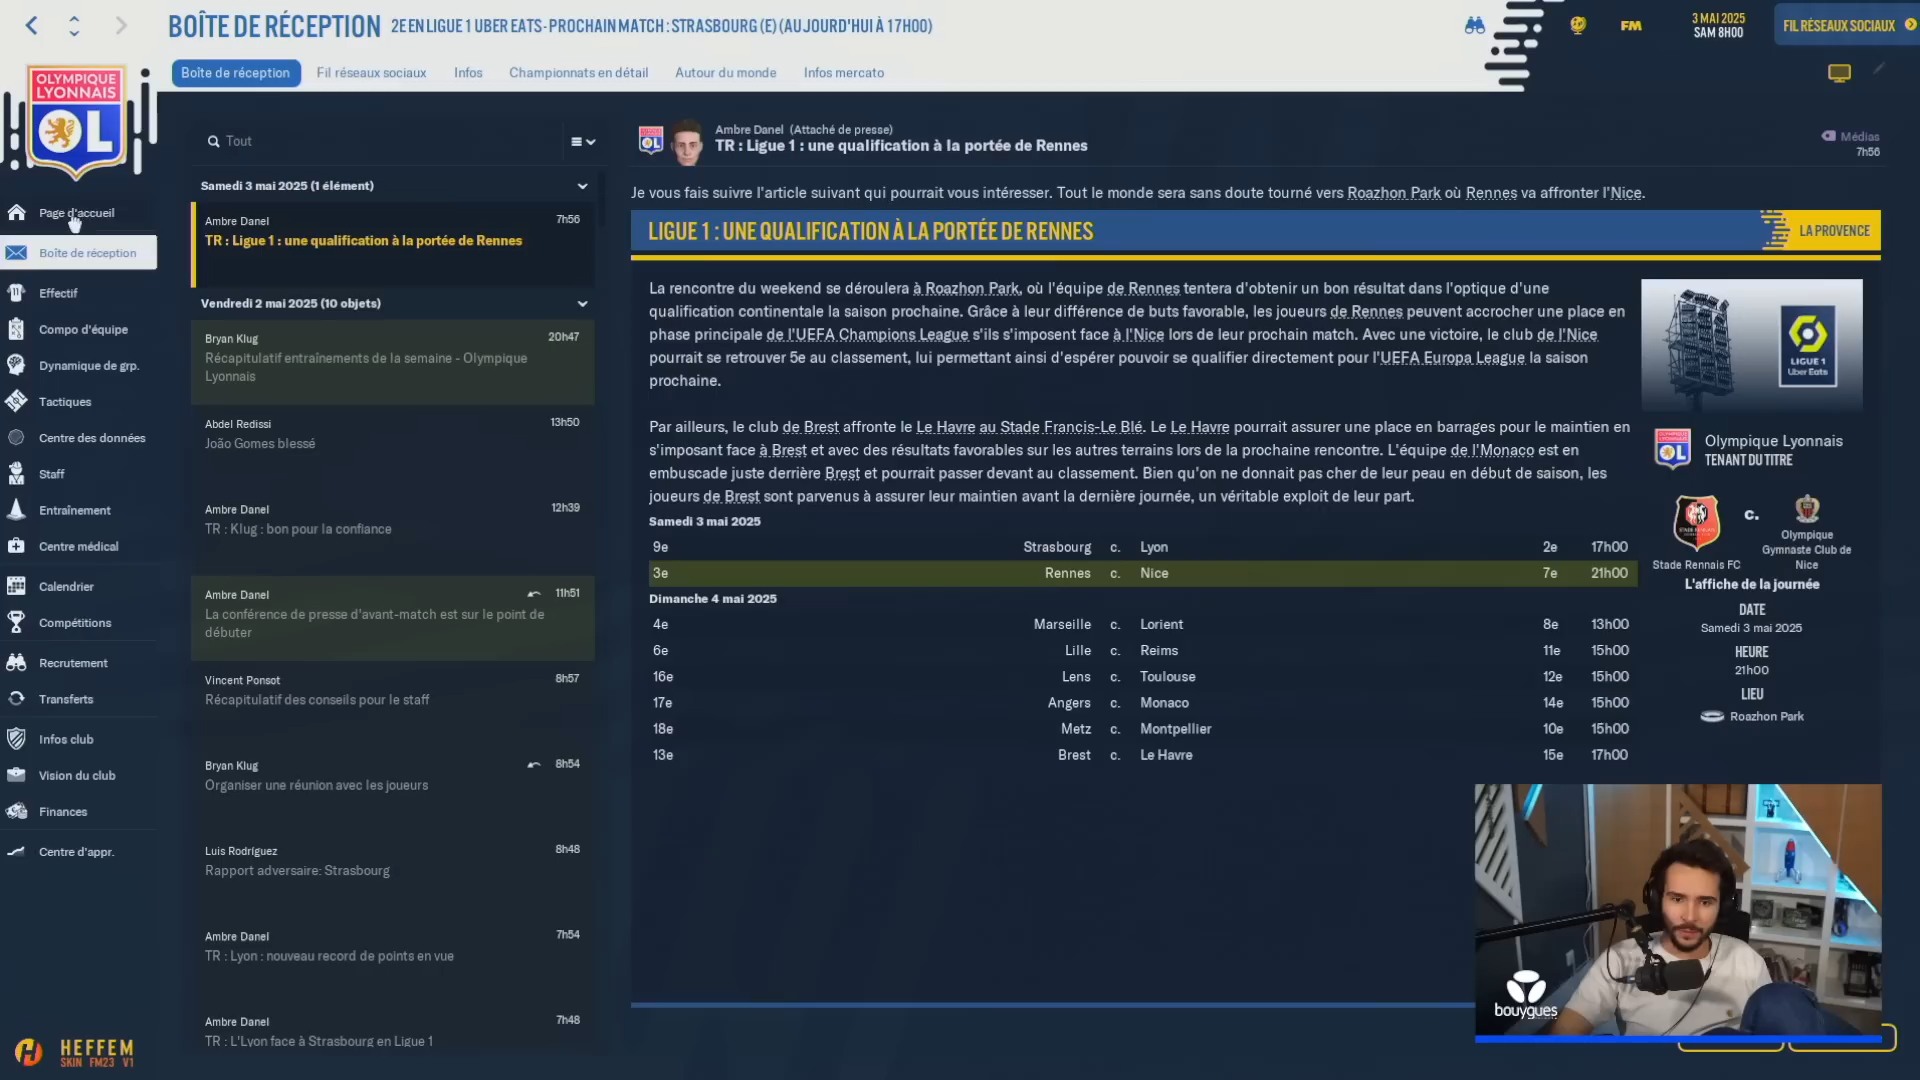 BOÎTE DE RÉCEPTION
2E EN LIGUE 1 UBER EATS - PROCHAIN MATCH : STRASBOURG (E) (AUJOURD'HUI À 17H00)
FM
3 MAI 2025
SAM 8H00
FIL RÉSEAUX SOCIAUX
Boîte de réception
Fil réseaux sociaux
Infos
Championnats en détail
Autour du monde
Infos mercato
OLYMPIQUE
LYONNAIS
OL
Page d'accueil
Boîte de réception
Effectif
Compo d'équipe
Dynamique de grp.
Tactiques
Centre des données
Staff
Entraînement
Centre médical
Calendrier
Compétitions
Recrutement
Transferts
Infos club
Vision du club
Finances
Centre d'appr.
HEFFEM
SKIN FM23 V1
Tout
Samedi 3 mai 2025 (1 élément)
Ambre Danel 7h56
TR : Ligue 1 : une qualification à la portée de Rennes
Vendredi 2 mai 2025 (10 objets)
Bryan Klug 20h47
Récapitulatif entraînements de la semaine - Olympique
Lyonnais
Abdel Redissi 13h50
João Gomes blessé
Ambre Danel 12h39
TR : Klug : bon pour la confiance
Ambre Danel 11h51
La conférence de presse d'avant-match est sur le point de
débuter
Vincent Ponsot 8h57
Récapitulatif des conseils pour le staff
Bryan Klug 8h54
Organiser une réunion avec les joueurs
Luis Rodríguez 8h48
Rapport adversaire: Strasbourg
Ambre Danel 7h54
TR : Lyon : nouveau record de points en vue
Ambre Danel 7h48
TR : L'Lyon face à Strasbourg en Ligue 1
Ambre Danel (Attaché de presse)
TR : Ligue 1 : une qualification à la portée de Rennes
Médias
7h56
Je vous fais suivre l'article suivant qui pourrait vous intéresser. Tout le monde sera sans doute tourné vers Roazhon Park où Rennes va affronter l'Nice.
LIGUE 1 : UNE QUALIFICATION À LA PORTÉE DE RENNES
LA PROVENCE
La rencontre du weekend se déroulera à Roazhon Park, où l'équipe de Rennes tentera d'obtenir un bon résultat dans l'optique d'une
qualification continentale la saison prochaine. Grâce à leur différence de buts favorable, les joueurs de Rennes peuvent accrocher une place en
phase principale de l'UEFA Champions League s'ils s'imposent face à l'Nice lors de leur prochain match. Avec une victoire, le club de l'Nice
pourrait se retrouver 5e au classement, lui permettant ainsi d'espérer pouvoir se qualifier directement pour l'UEFA Europa League la saison
prochaine.
Par ailleurs, le club de Brest affronte le Le Havre au Stade Francis-Le Blé. Le Le Havre pourrait assurer une place en barrages pour le maintien en
s'imposant face à Brest et avec des résultats favorables sur les autres terrains lors de la prochaine rencontre. L'équipe de l'Monaco est en
embuscade juste derrière Brest et pourrait passer devant au classement. Bien qu'on ne donnait pas cher de leur peau en début de saison, les
joueurs de Brest sont parvenus à assurer leur maintien avant la dernière journée, un véritable exploit de leur part.
Samedi 3 mai 2025
9e Strasbourg c. Lyon 2e 17h00
3e Rennes c. Nice 7e 21h00
Dimanche 4 mai 2025
4e Marseille c. Lorient 8e 13h00
6e Lille c. Reims 11e 15h00
16e Lens c. Toulouse 12e 15h00
17e Angers c. Monaco 14e 15h00
18e Metz c. Montpellier 10e 15h00
13e Brest c. Le Havre 15e 17h00
LIGUE 1
Uber Eats
Olympique Lyonnais
TENANT DU TITRE
c.
Stade Rennais FC
Olympique
Gymnaste Club de
Nice
L'affiche de la journée
DATE
Samedi 3 mai 2025
HEURE
21h00
LIEU
Roazhon Park
bouygues